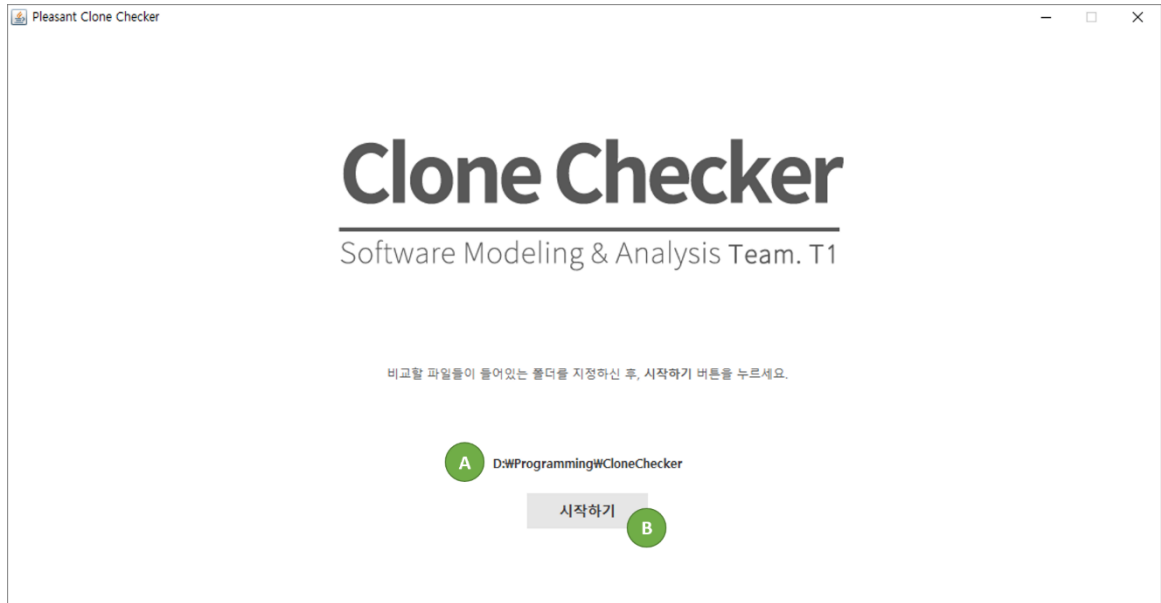 Pleasant Clone Checker
Clone Checker
Software Modeling & Analysis Team. T1
비교할 파일들이 들어있는 폴더를 지정하신 후, 시작하기 버튼을 누르세요.
A D:₩Programming₩CloneChecker
시작하기
B